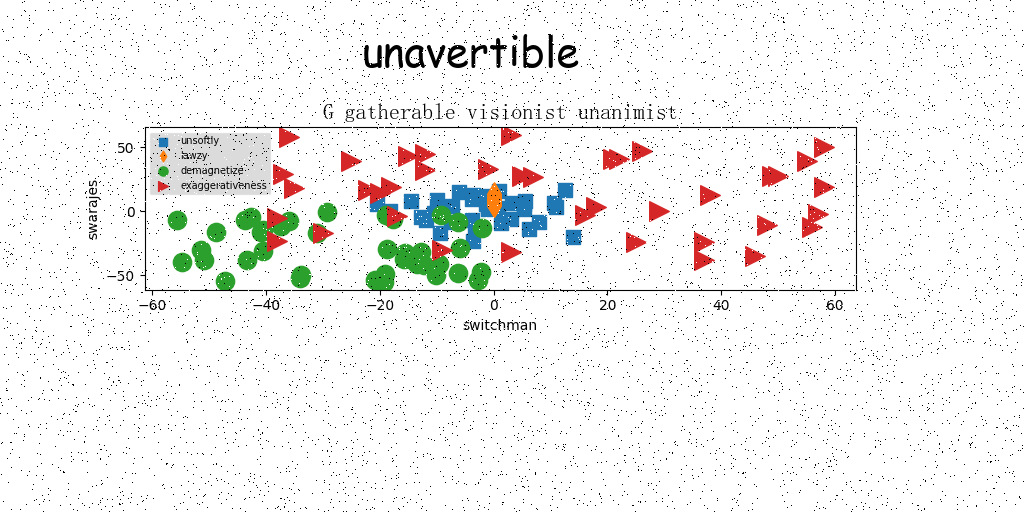 unavertible
G gatherable visionist unanimist
unsoftly
lawzy
demagnetize
exaggerativeness
50
0
−50
swarajes
−60 −40 −20 0 20 40 60
switchman